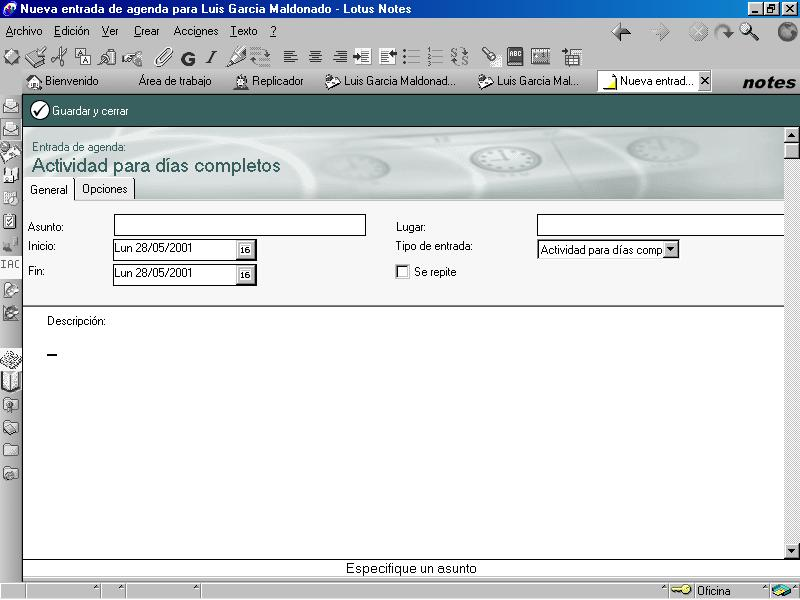 Nueva entrada de agenda para Luis Garcia Maldonado - Lotus Notes
Archivo Edición Ver Crear Acciones Texto ?
G I ABC
Bienvenido Área de trabajo Replicador Luis Garcia Maldonad... Luis Garcia Mal... Nueva entrad... notes
Guardar y cerrar
Entrada de agenda:
Actividad para días completos
General Opciones
Asunto: Lugar:
Inicio: Lun 28/05/2001 16 Tipo de entrada: Actividad para días comp
Fin: Lun 28/05/2001 16 Se repite
IAC
Descripción:
Especifique un asunto
Oficina